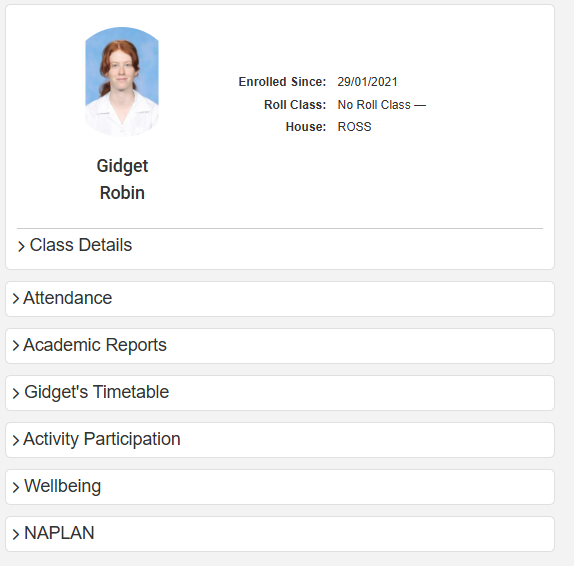 Gidget
Robin
Enrolled Since: 29/01/2021
Roll Class: No Roll Class —
House: ROSS
Class Details
Attendance
Academic Reports
Gidget's Timetable
Activity Participation
Wellbeing
NAPLAN